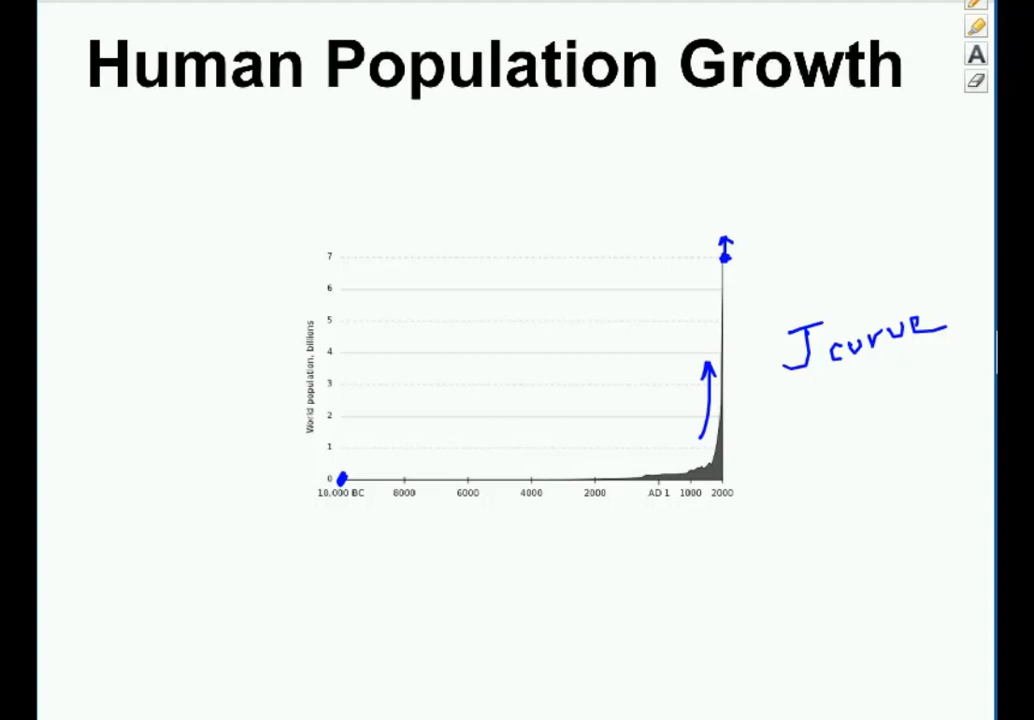 Human Population Growth
A
7
6
5
4
3
2
1
0
World population, billions
10,000 BC 8000 6000 4000 2000 AD 1 1000 2000
J curve